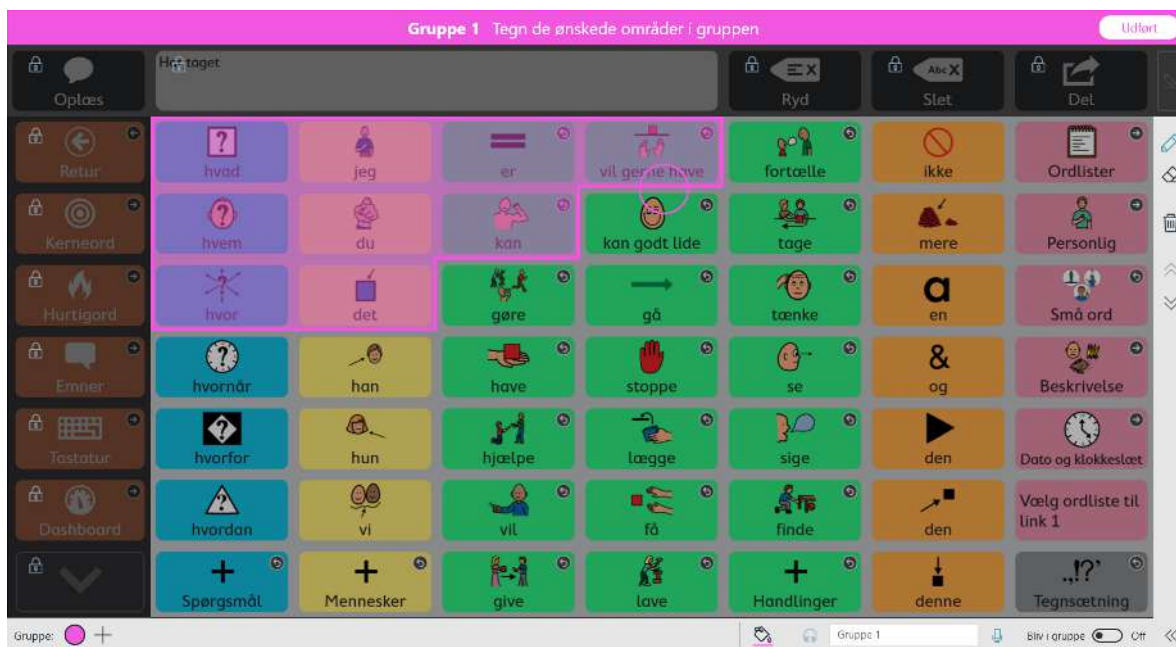 Gruppe 1 Tegn de ønskede områder i gruppen
Udført
Oplæs
Ryd
Abc X
Slet
Del
Retur
hvad
jeg
er
vil gerne have
fortælle
ikke
Ordlister
Kerneord
hvem
du
kan
kan godt lide
tage
mere
Personlig
Hurtigord
hvor
det
gøre
gå
tænke
a
en
Små ord
Emner
hvornår
han
have
stoppe
se
&
og
Beskrivelse
Tastatur
hvorfor
hun
hjælpe
lægge
sige
den
Dato og klokkeslæt
Dashboard
hvordan
vi
vil
få
finde
den
Vælg ordliste til
link 1
Spørgsmål
Mennesker
give
lave
Handlinger
denne
.,!?'
Tegnsætning
Gruppe:
Gruppe 1
Bliv i gruppe
Off